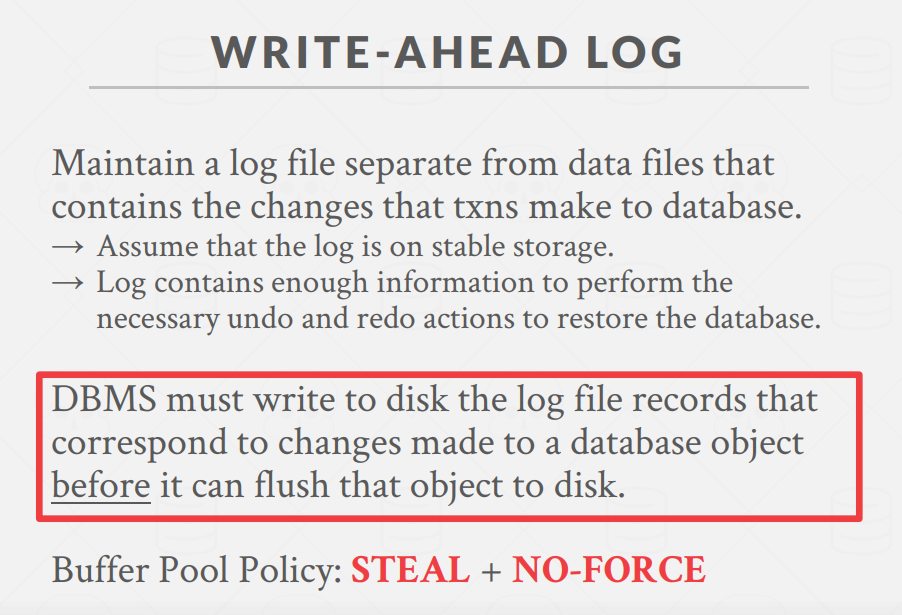 WRITE-AHEAD LOG
Maintain a log file separate from data files that
contains the changes that txns make to database.
→ Assume that the log is on stable storage.
→ Log contains enough information to perform the
necessary undo and redo actions to restore the database.
DBMS must write to disk the log file records that
correspond to changes made to a database object
before it can flush that object to disk.
Buffer Pool Policy: STEAL + NO-FORCE